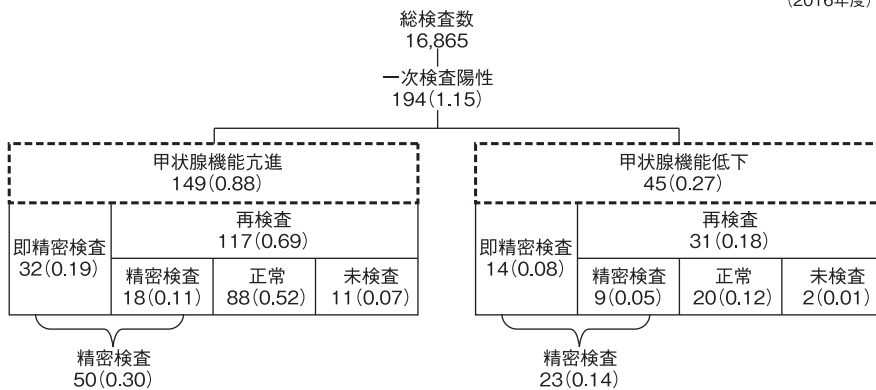 (2016年度)
総検査数
16,865
一次検査陽性
194(1.15)
甲状腺機能亢進
149(0.88)
甲状腺機能低下
45(0.27)
即精密検査
32(0.19)
再検査
117(0.69)
精密検査
18(0.11)
正常
88(0.52)
未検査
11(0.07)
即精密検査
14(0.08)
再検査
31(0.18)
精密検査
9(0.05)
正常
20(0.12)
未検査
2(0.01)
精密検査
50(0.30)
精密検査
23(0.14)